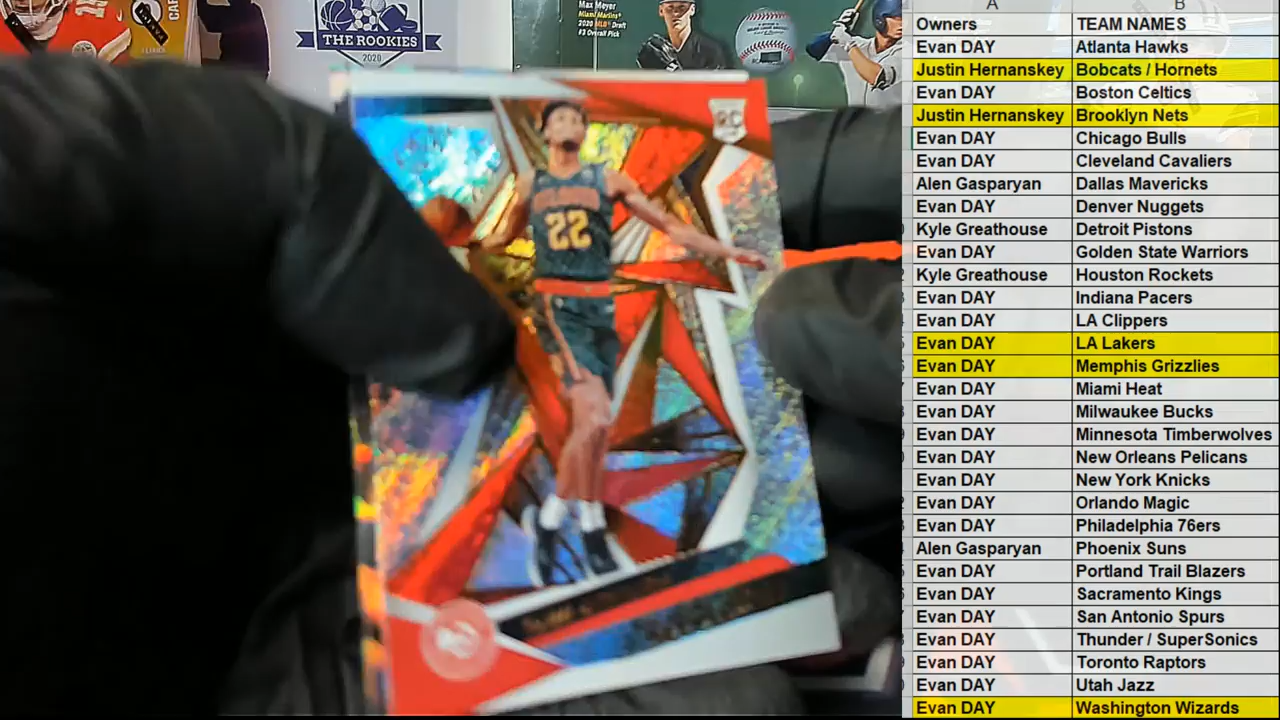 THE ROOKIES
2020
Max Meyer
Miami Marlins
2020 MLB Draft
#3 Overall Pick
RC
22
A B
Owners TEAM NAMES
Evan DAY Atlanta Hawks
Justin Hernanskey Bobcats / Hornets
Evan DAY Boston Celtics
Justin Hernanskey Brooklyn Nets
Evan DAY Chicago Bulls
Evan DAY Cleveland Cavaliers
Alen Gasparyan Dallas Mavericks
Evan DAY Denver Nuggets
Kyle Greathouse Detroit Pistons
Evan DAY Golden State Warriors
Kyle Greathouse Houston Rockets
Evan DAY Indiana Pacers
Evan DAY LA Clippers
Evan DAY LA Lakers
Evan DAY Memphis Grizzlies
Evan DAY Miami Heat
Evan DAY Milwaukee Bucks
Evan DAY Minnesota Timberwolves
Evan DAY New Orleans Pelicans
Evan DAY New York Knicks
Evan DAY Orlando Magic
Evan DAY Philadelphia 76ers
Alen Gasparyan Phoenix Suns
Evan DAY Portland Trail Blazers
Evan DAY Sacramento Kings
Evan DAY San Antonio Spurs
Evan DAY Thunder / SuperSonics
Evan DAY Toronto Raptors
Evan DAY Utah Jazz
Evan DAY Washington Wizards